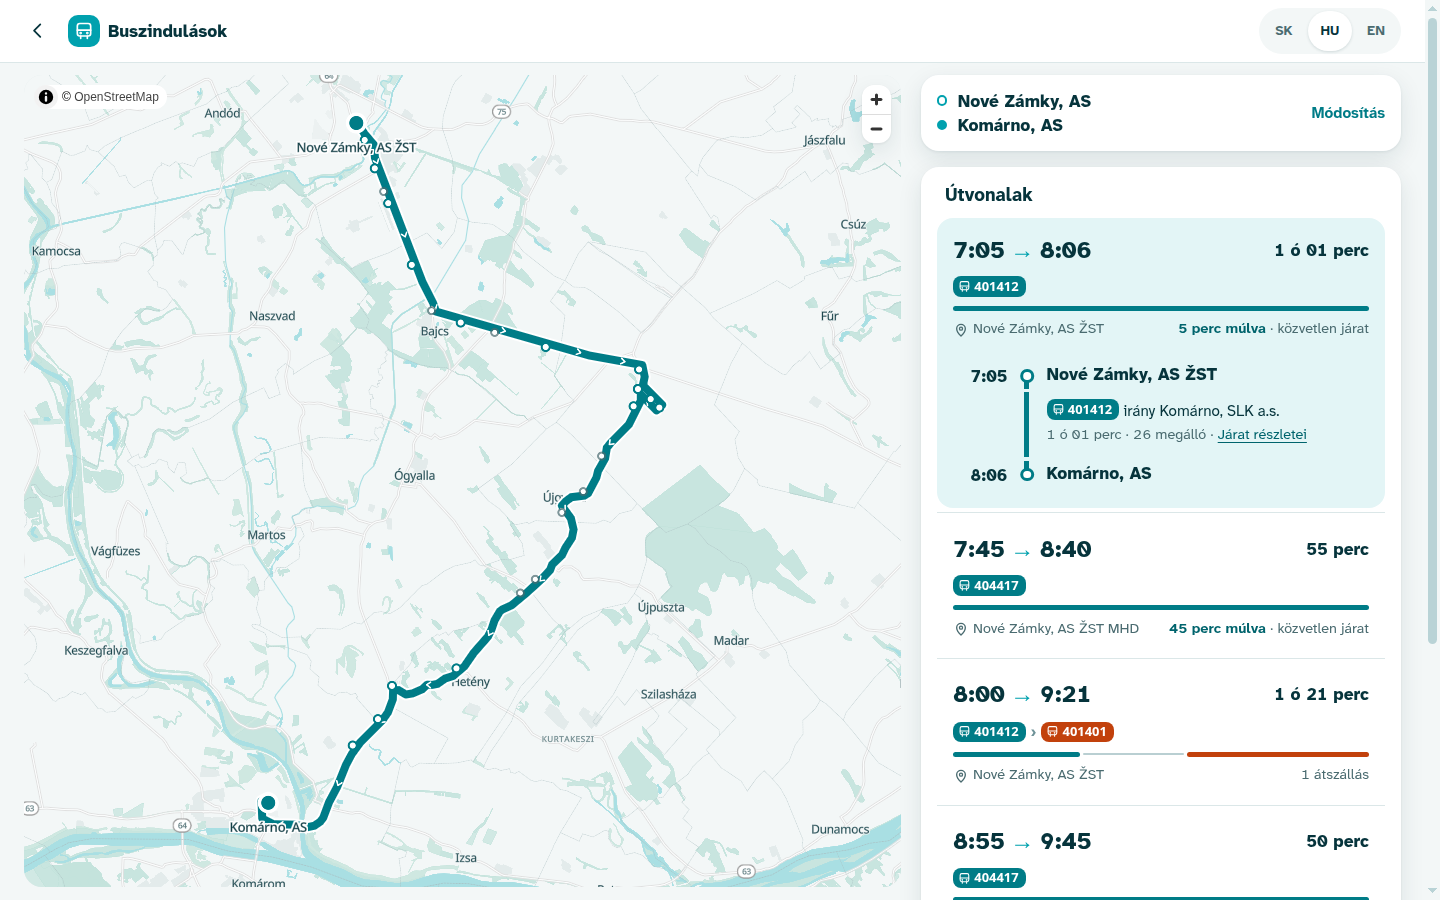 Buszindulások
SK HU EN
© OpenStreetMap
64
75
Andód
Jászfalu
Nové Zámky, AS ŽST
Csúz
Kamocsa
Naszvad
Fűr
Bajcs
Ógyalla
Martos
Vágfüzes
Újpuszta
Madar
Keszegfalva
Hetény
Szilasháza
KURTAKESZI
63
64
Komárno, AS
Dunamocs
Izsa
63
Komárom
Nové Zámky, AS
Komárno, AS
Módosítás
Útvonalak
7:05 → 8:06 1 ó 01 perc
401412
Nové Zámky, AS ŽST 5 perc múlva · közvetlen járat
7:05 Nové Zámky, AS ŽST
401412 irány Komárno, SLK a.s.
1 ó 01 perc · 26 megálló · Járat részletei
8:06 Komárno, AS
7:45 → 8:40 55 perc
404417
Nové Zámky, AS ŽST MHD 45 perc múlva · közvetlen járat
8:00 → 9:21 1 ó 21 perc
401412 › 401401
Nové Zámky, AS ŽST 1 átszállás
8:55 → 9:45 50 perc
404417